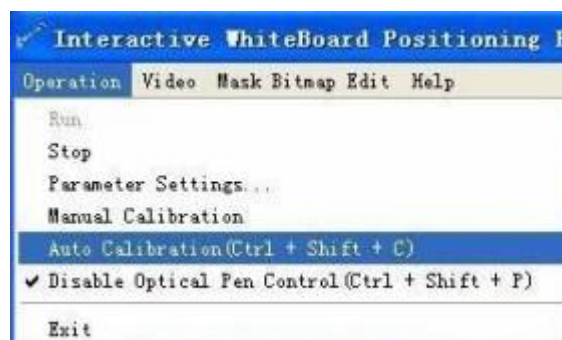 Interactive WhiteBoard Positioning
Operation Video Mask Bitmap Edit Help
Run
Stop
Parameter Settings...
Manual Calibration
Auto Calibration(Ctrl + Shift + C)
Disable Optical Pen Control(Ctrl + Shift + P)
Exit